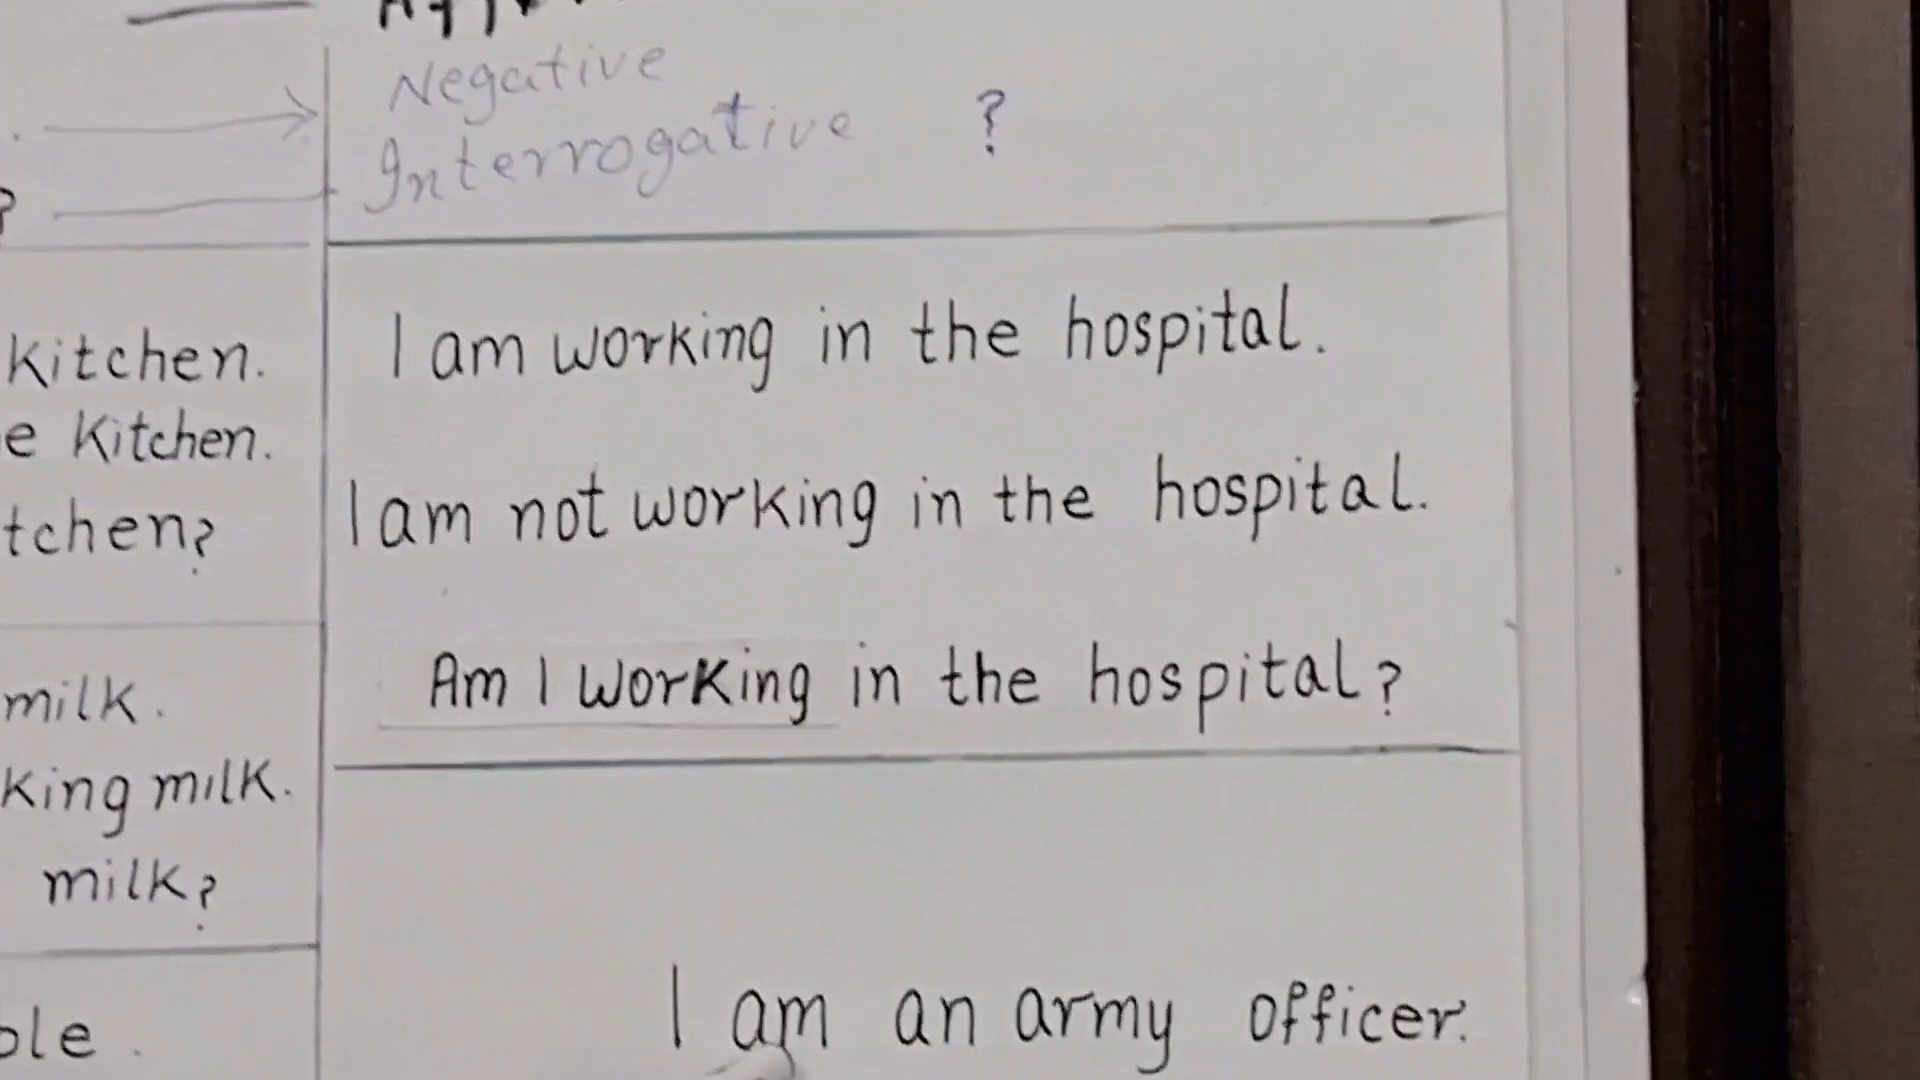 Negative
Interrogative ?
?
Kitchen.
e Kitchen.
tchen?
I am working in the hospital.
I am not working in the hospital.
Am I working in the hospital?
milk.
king milk.
milk?
ble.
I am an army officer.